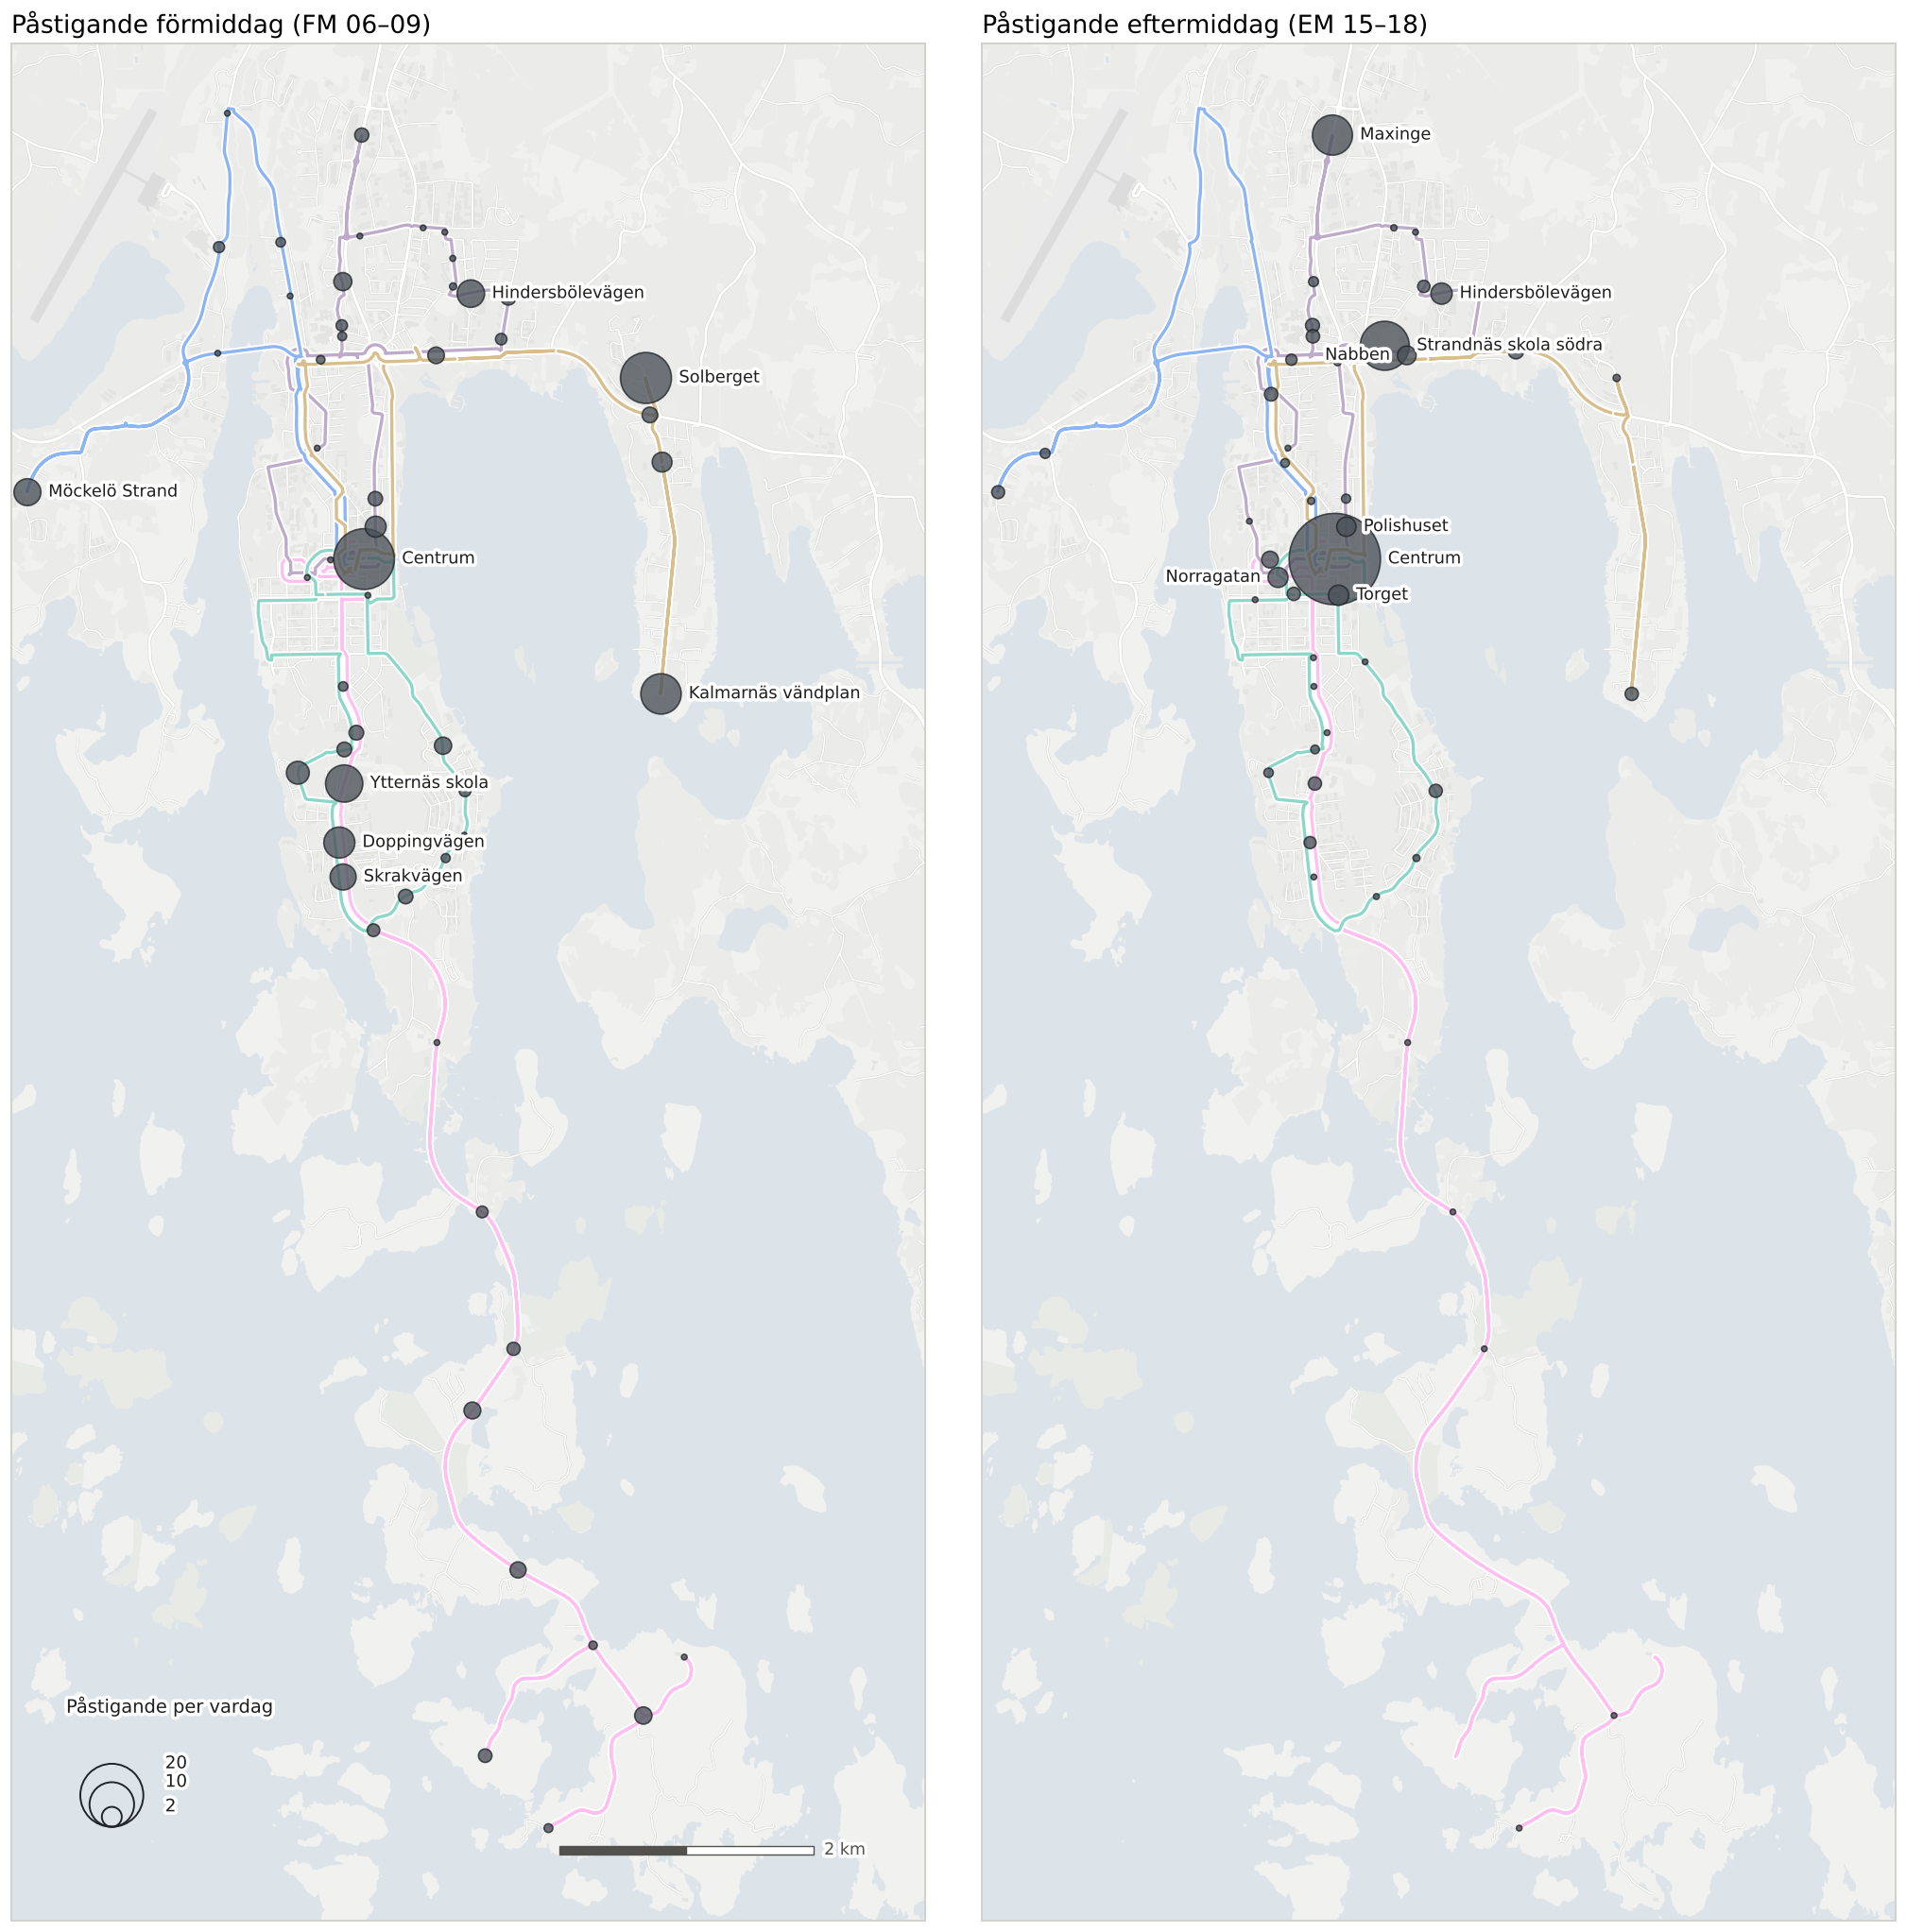 Påstigande förmiddag (FM 06–09)
Hindersbölevägen
Solberget
Möckelö Strand
Centrum
Kalmarnäs vändplan
Ytternäs skola
Doppingvägen
Skrakvägen
Påstigande per vardag
20
10
2
2 km
Påstigande eftermiddag (EM 15–18)
Maxinge
Hindersbölevägen
Strandnäs skola södra
Nabben
Polishuset
Centrum
Norragatan
Torget